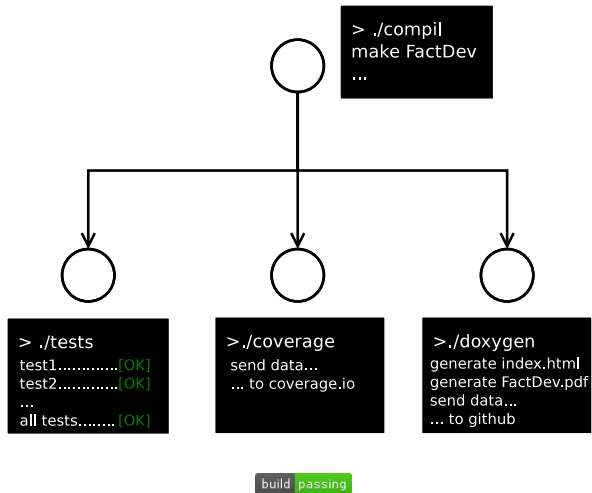 > ./compil
make FactDev
...
> ./tests
test1.............[OK]
test2.............[OK]
...
all tests........[OK]
>./coverage
send data...
... to coverage.io
>./doxygen
generate index.html
generate FactDev.pdf
send data...
... to github
build passing